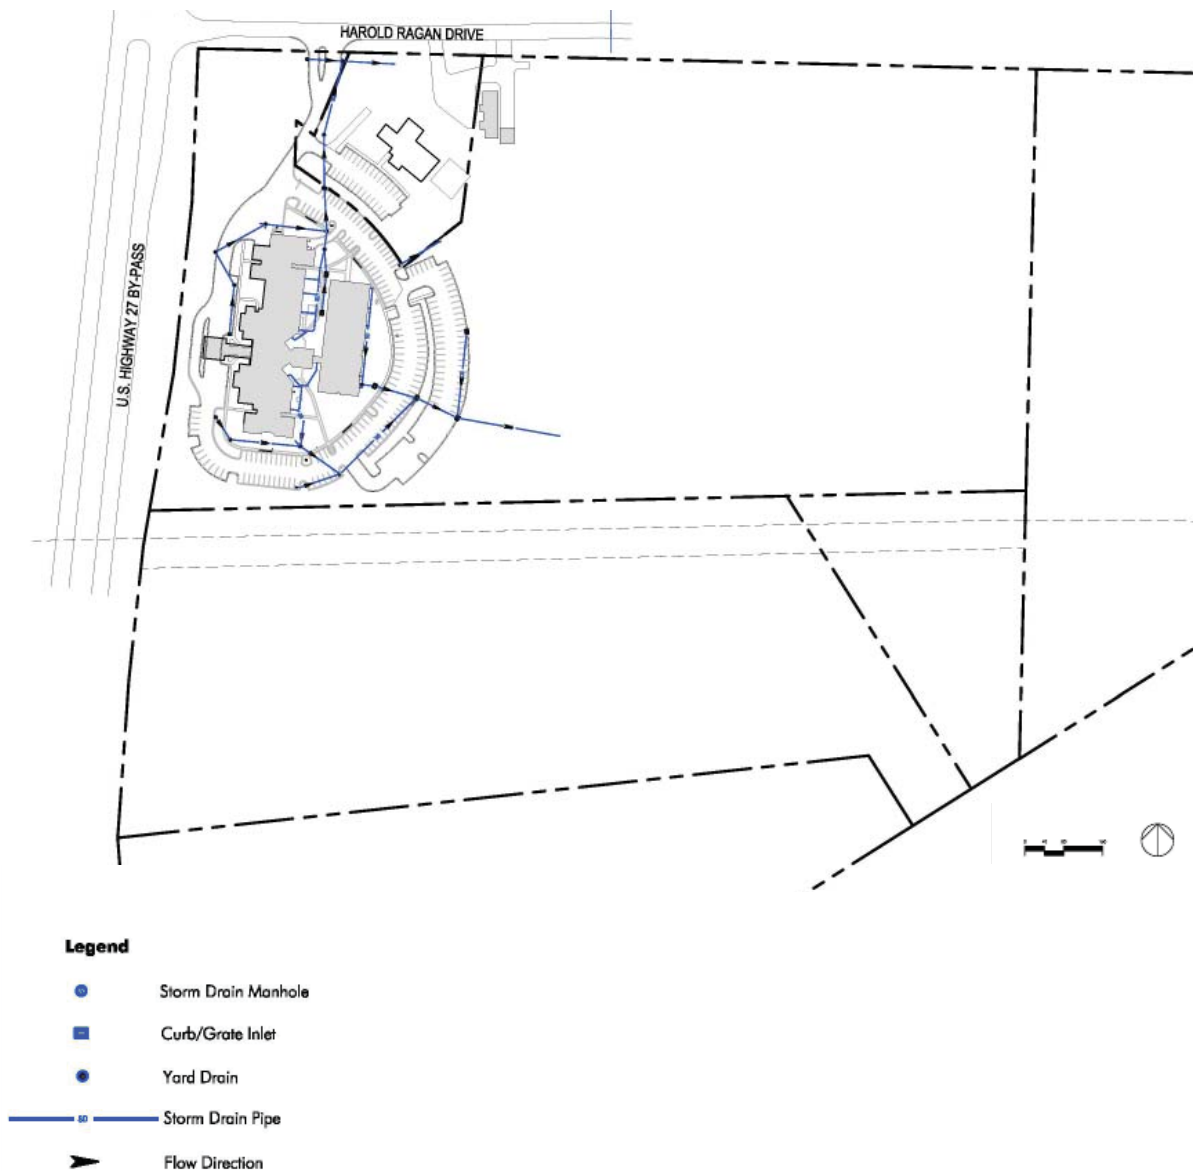 HAROLD RAGAN DRIVE
U.S. HIGHWAY 27 BY-PASS
Legend
Storm Drain Manhole
Curb/Grate Inlet
Yard Drain
SD
Storm Drain Pipe
Flow Direction